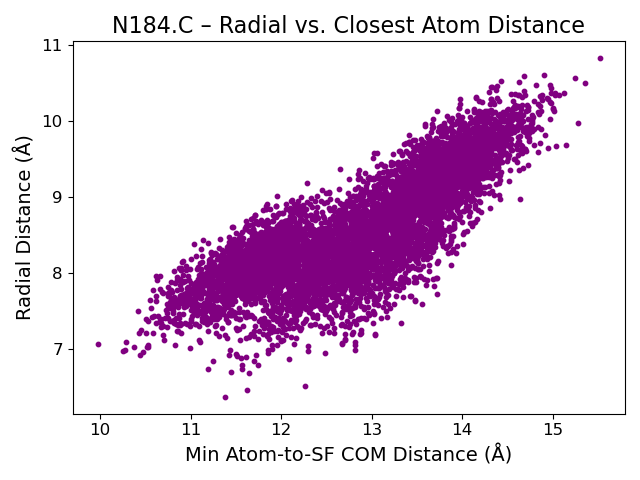 N184.C – Radial vs. Closest Atom Distance
11
10
9
8
7
Radial Distance (Å)
10 11 12 13 14 15
Min Atom-to-SF COM Distance (Å)